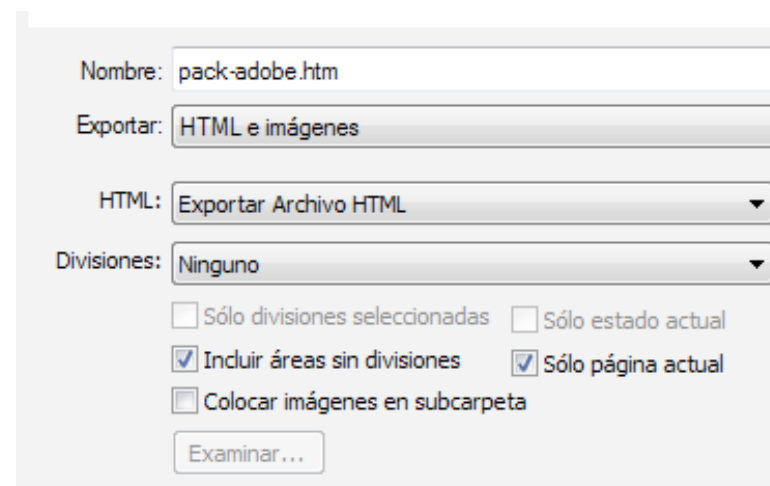 Nombre: pack-adobe.htm
Exportar: HTML e imágenes
HTML: Exportar Archivo HTML
Divisiones: Ninguno
Sólo divisiones seleccionadas Sólo estado actual
Incluir áreas sin divisiones Sólo página actual
Colocar imágenes en subcarpeta
Examinar...